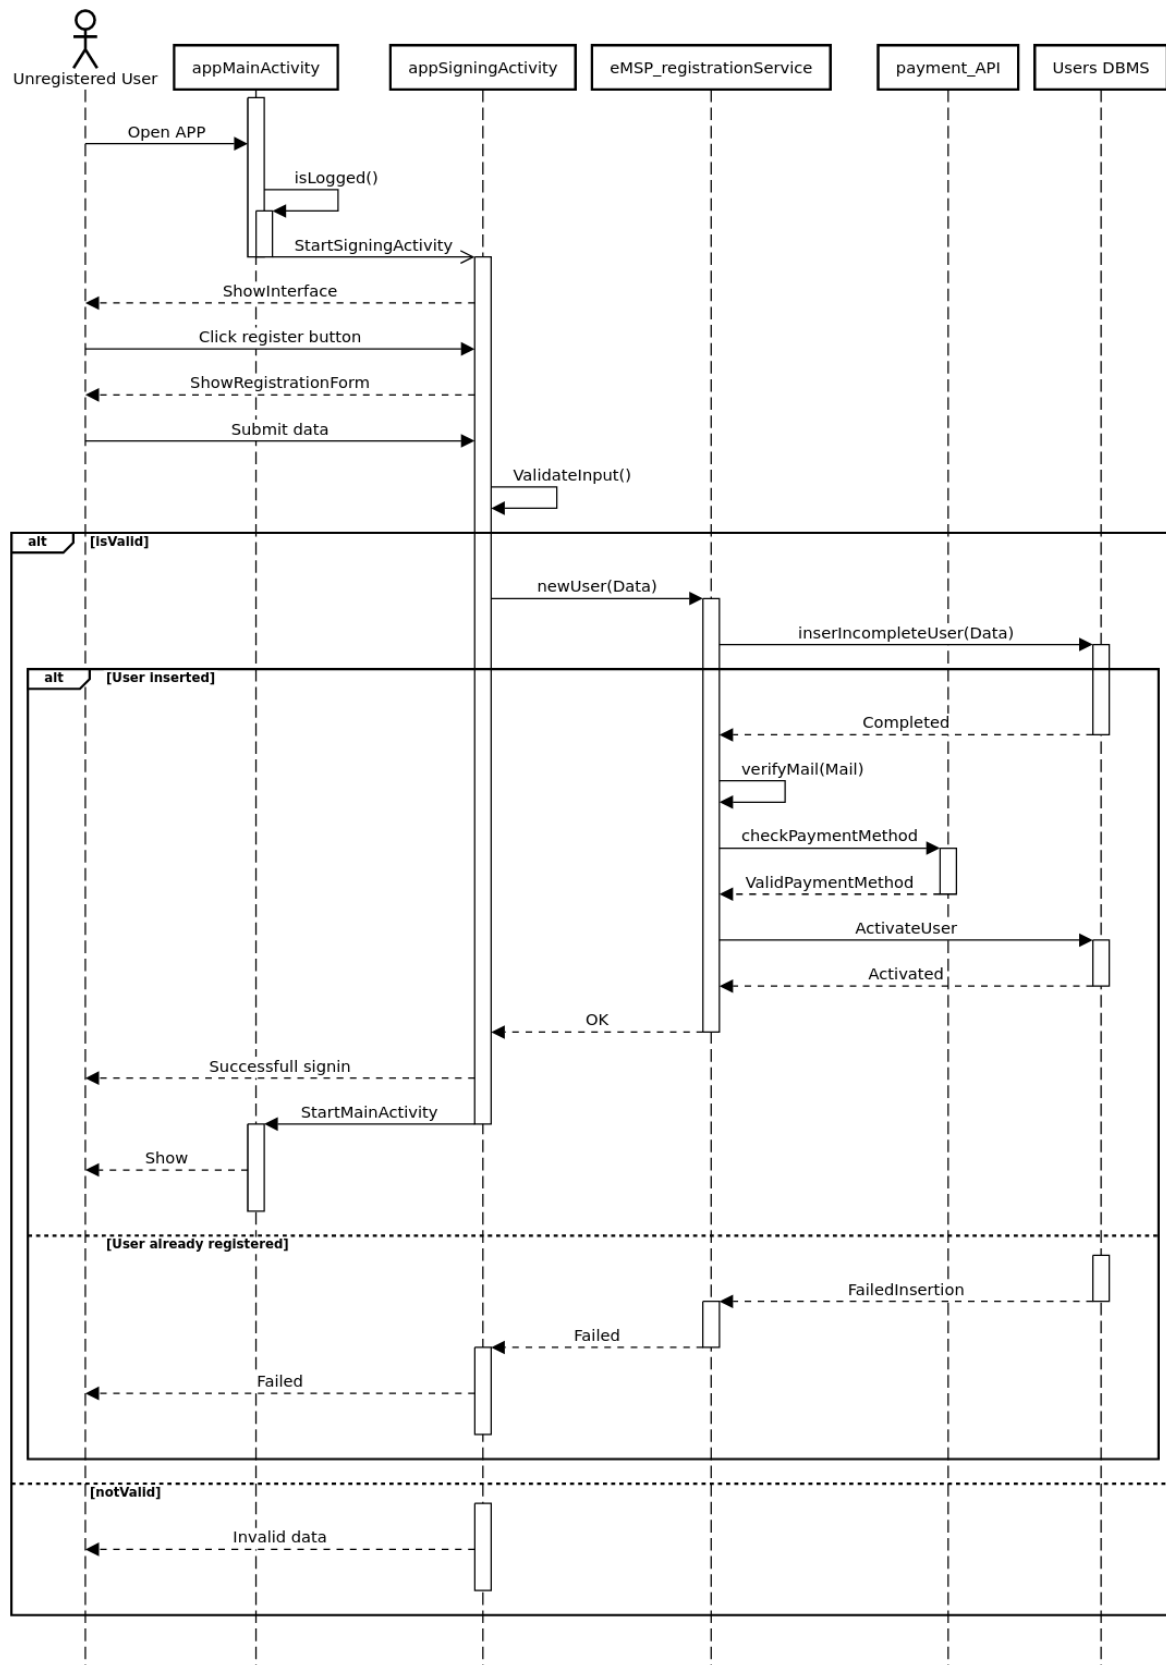 Unregistered User
appMainActivity
appSigningActivity
eMSP_registrationService
payment_API
Users DBMS
Open APP
isLogged()
StartSigningActivity
ShowInterface
Click register button
ShowRegistrationForm
Submit data
ValidateInput()
alt
[isValid]
newUser(Data)
inserIncompleteUser(Data)
alt
[User inserted]
Completed
verifyMail(Mail)
checkPaymentMethod
ValidPaymentMethod
ActivateUser
Activated
OK
Successfull signin
StartMainActivity
Show
[User already registered]
FailedInsertion
Failed
Failed
[notValid]
Invalid data